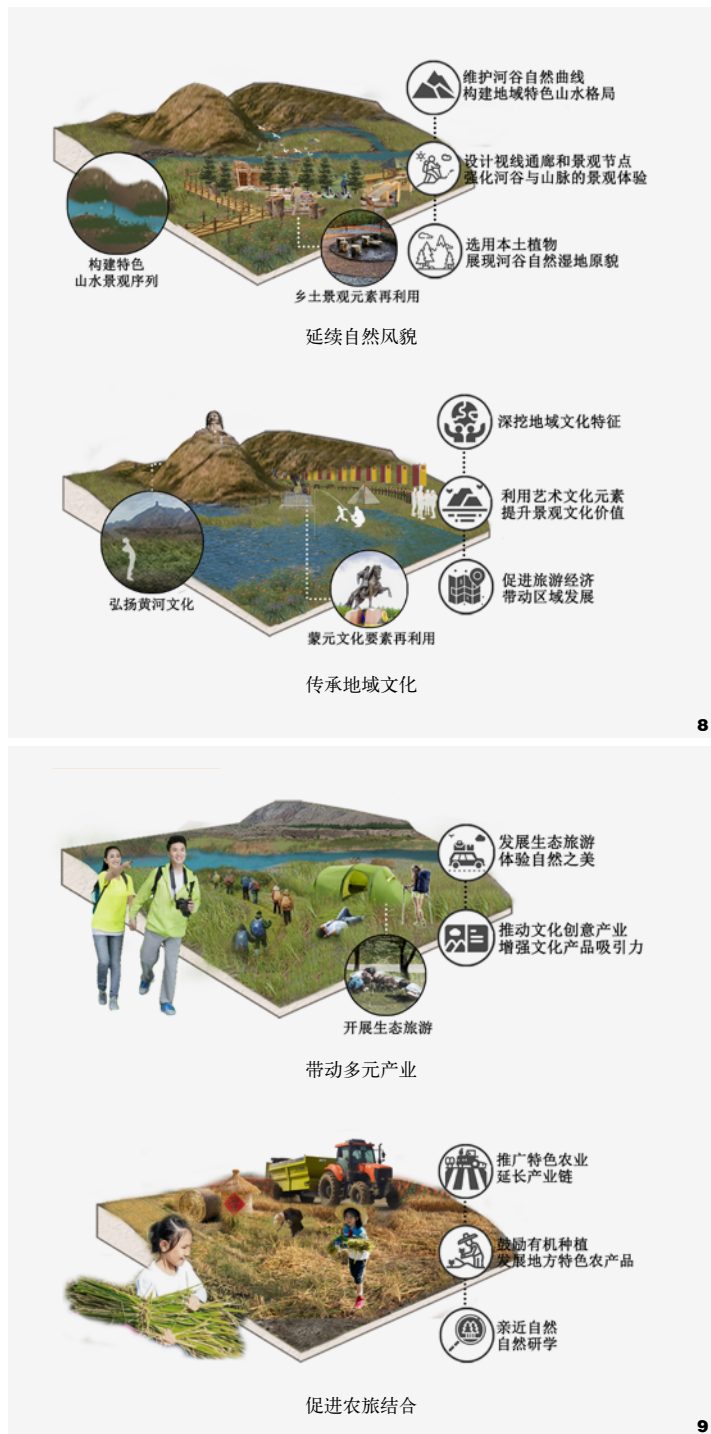 维护河谷自然曲线
构建地域特色山水格局
设计视线通廊和景观节点
强化河谷与山脉的景观体验
选用本土植物
展现河谷自然湿地原貌
构建特色
山水景观序列
乡土景观元素再利用
延续自然风貌
深挖地域文化特征
利用艺术文化元素
提升景观文化价值
促进旅游经济
带动区域发展
弘扬黄河文化
蒙元文化要素再利用
传承地域文化
8
发展生态旅游
体验自然之美
推动文化创意产业
增强文化产品吸引力
开展生态旅游
带动多元产业
推广特色农业
延长产业链
鼓励有机种植
发展地方特色农产品
亲近自然
自然研学
促进农旅结合
9